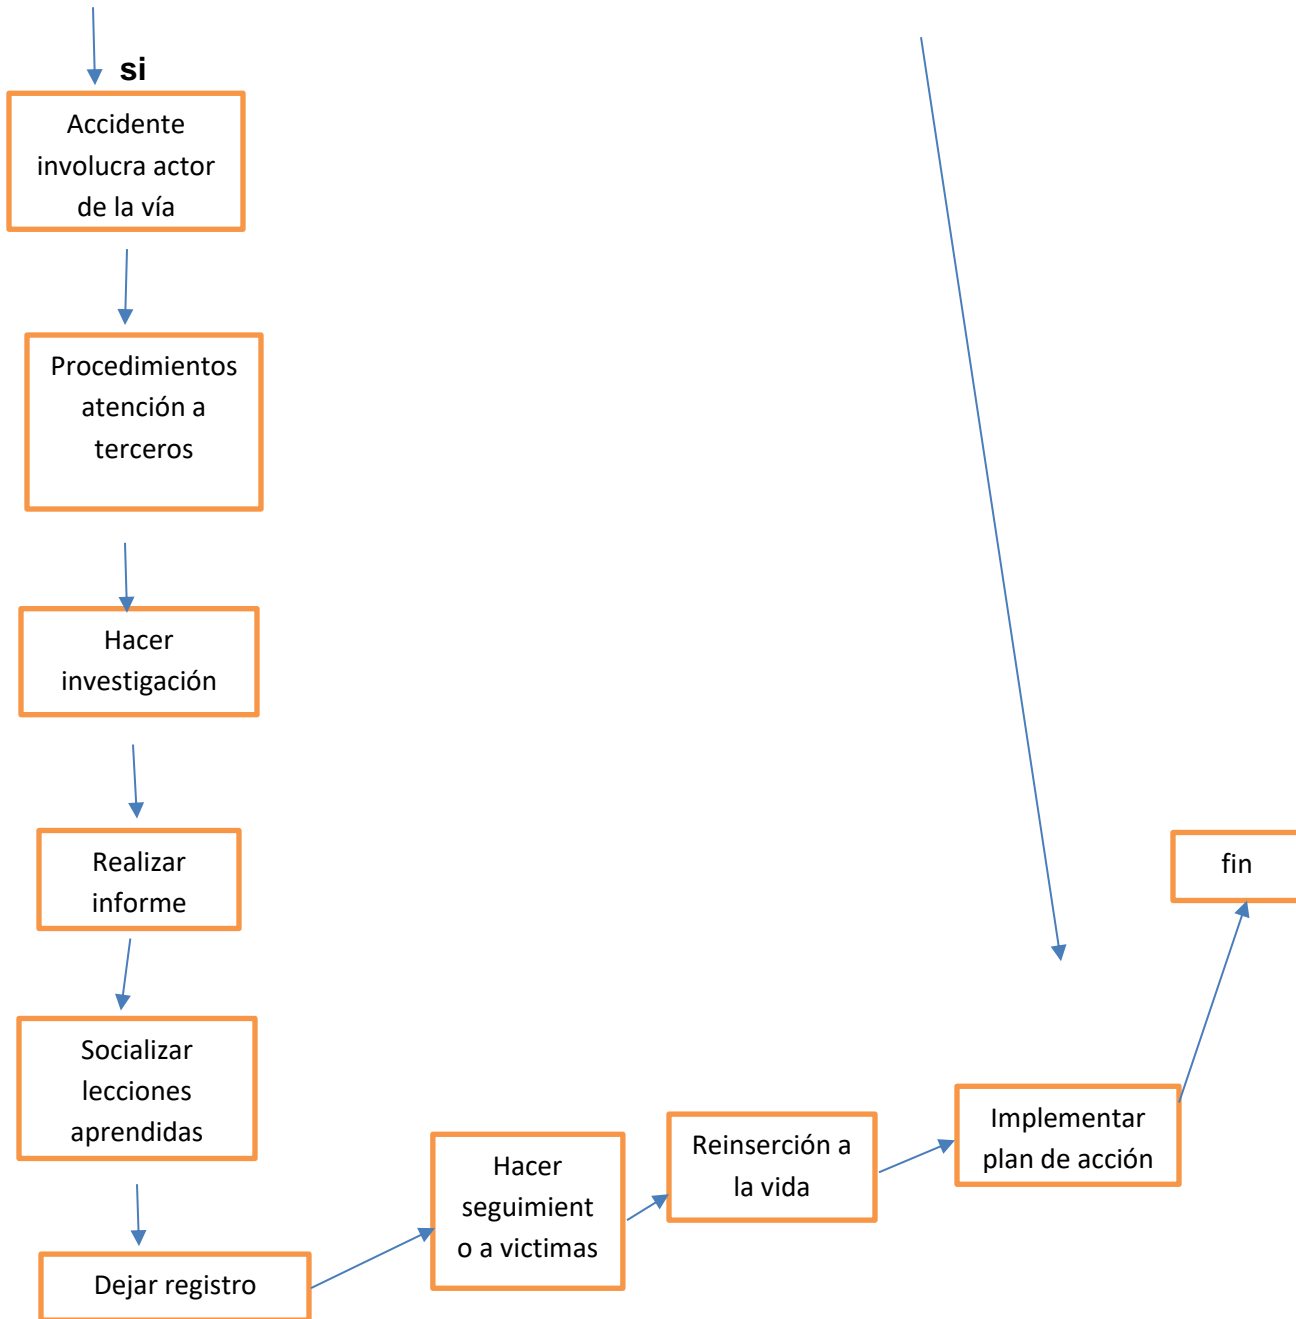 si
Accidente
involucra actor
de la vía
Procedimientos
atención a
terceros
Hacer
investigación
Realizar
informe
fin
Socializar
lecciones
aprendidas
Implementar
plan de acción
Reinserción a
la vida
Hacer
seguimient
o a victimas
Dejar registro